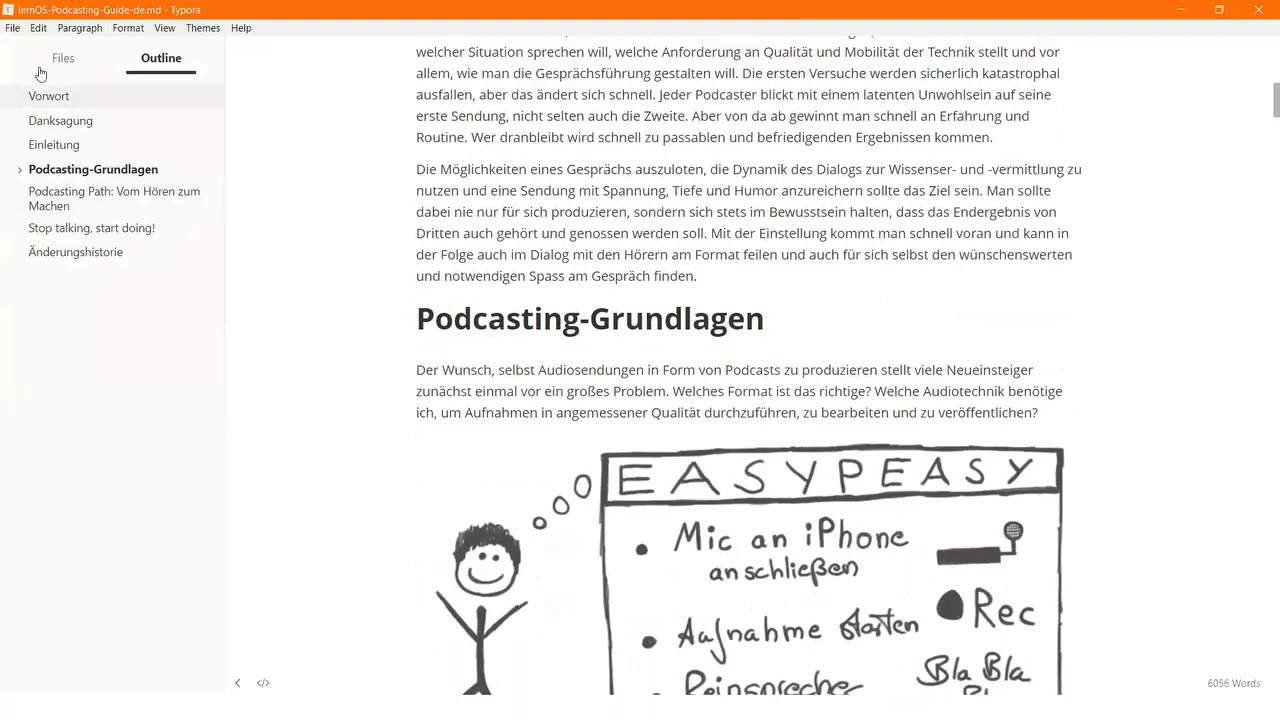 lernOS-Podcasting-Guide-de.md - Typora
File Edit Paragraph Format View Themes Help
Files Outline
Vorwort
Danksagung
Einleitung
Podcasting-Grundlagen
Podcasting Path: Vom Hören zum
Machen
Stop talking, start doing!
Änderungshistorie
welcher Situation sprechen will, welche Anforderung an Qualität und Mobilität der Technik stellt und vor
allem, wie man die Gesprächsführung gestalten will. Die ersten Versuche werden sicherlich katastrophal
ausfallen, aber das ändert sich schnell. Jeder Podcaster blickt mit einem latenten Unwohlsein auf seine
erste Sendung, nicht selten auch die Zweite. Aber von da ab gewinnt man schnell an Erfahrung und
Routine. Wer dranbleibt wird schnell zu passablen und befriedigenden Ergebnissen kommen.
Die Möglichkeiten eines Gesprächs auszuloten, die Dynamik des Dialogs zur Wissenser- und -vermittlung zu
nutzen und eine Sendung mit Spannung, Tiefe und Humor anzureichern sollte das Ziel sein. Man sollte
dabei nie nur für sich produzieren, sondern sich stets im Bewusstsein halten, dass das Endergebnis von
Dritten auch gehört und genossen werden soll. Mit der Einstellung kommt man schnell voran und kann in
der Folge auch im Dialog mit den Hörern am Format feilen und auch für sich selbst den wünschenswerten
und notwendigen Spass am Gespräch finden.
Podcasting-Grundlagen
Der Wunsch, selbst Audiosendungen in Form von Podcasts zu produzieren stellt viele Neueinsteiger
zunächst einmal vor ein großes Problem. Welches Format ist das richtige? Welche Audiotechnik benötige
ich, um Aufnahmen in angemessener Qualität durchzuführen, zu bearbeiten und zu veröffentlichen?
EASYPEASY
• Mic an iPhone
anschließen
• Aufnahme starten
Rec
Bla Bla
6056 Words